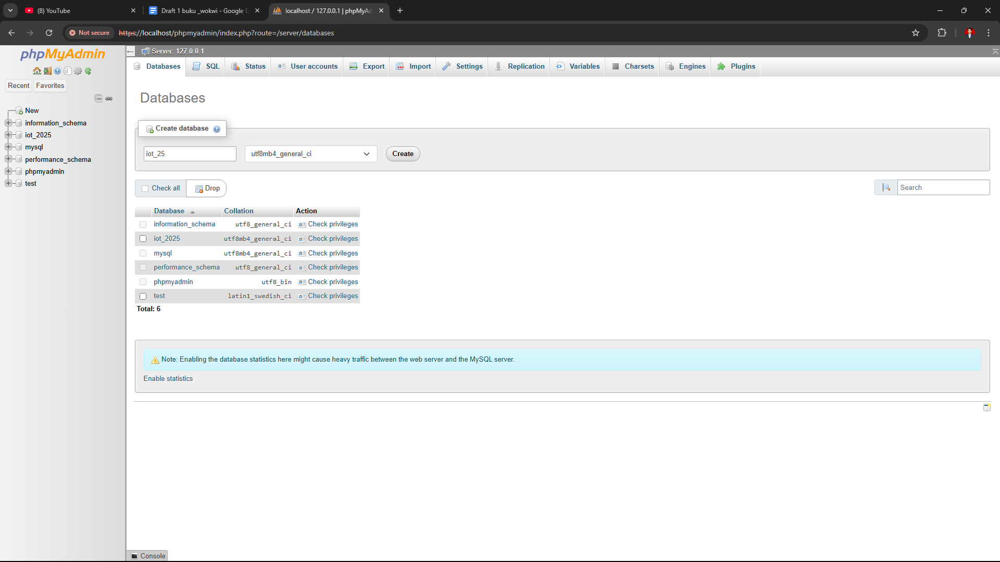 (8) YouTube
Draft 1 buku _wokwi - Google D
localhost / 127.0.0.1 | phpMyAd
Not secure
https://localhost/phpmyadmin/index.php?route=/server/databases
phpMyAdmin
Recent
Favorites
New
information_schema
iot_2025
mysql
performance_schema
phpmyadmin
test
Server: 127.0.0.1
Databases SQL Status User accounts Export Import Settings Replication Variables Charsets Engines Plugins
Databases
Create database
iot_25 utf8mb4_general_ci Create
Check all Drop
Search
Database Collation Action
information_schema utf8_general_ci Check privileges
iot_2025 utf8mb4_general_ci Check privileges
mysql utf8mb4_general_ci Check privileges
performance_schema utf8_general_ci Check privileges
phpmyadmin utf8_bin Check privileges
test latin1_swedish_ci Check privileges
Total: 6
Note: Enabling the database statistics here might cause heavy traffic between the web server and the MySQL server.
Enable statistics
Console